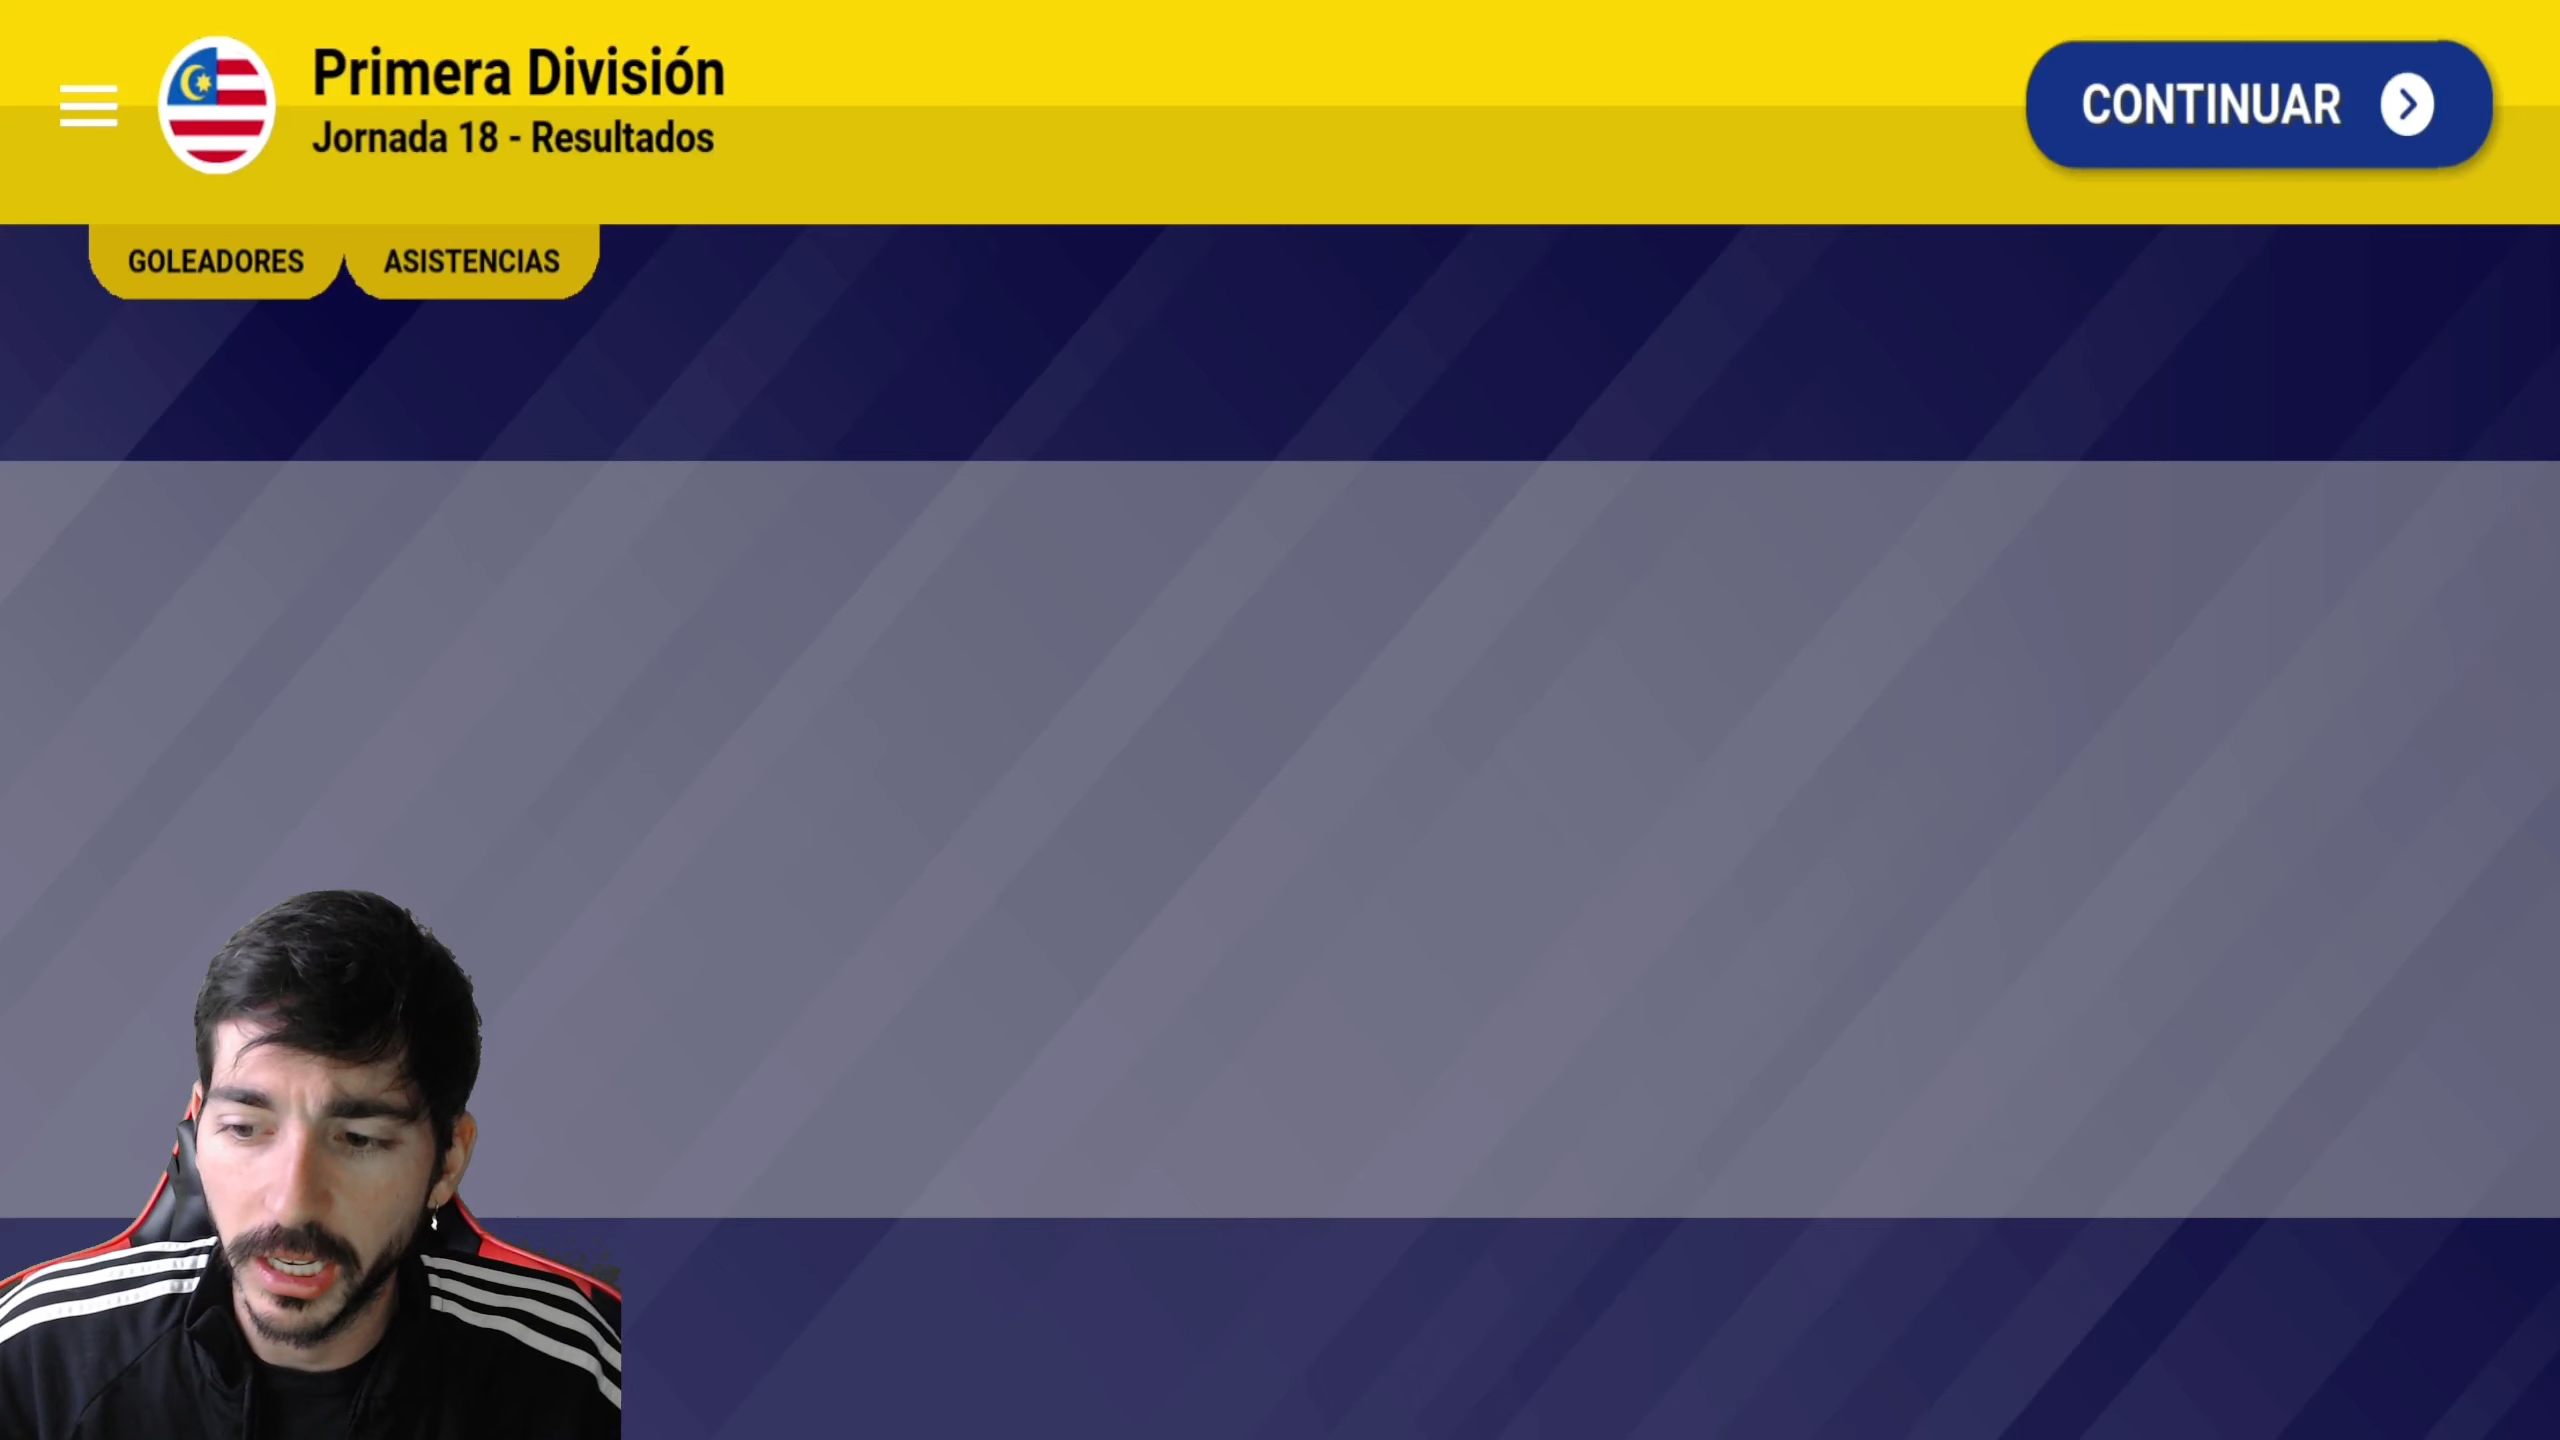 Primera División
Jornada 18 - Resultados
CONTINUAR
GOLEADORES
ASISTENCIAS